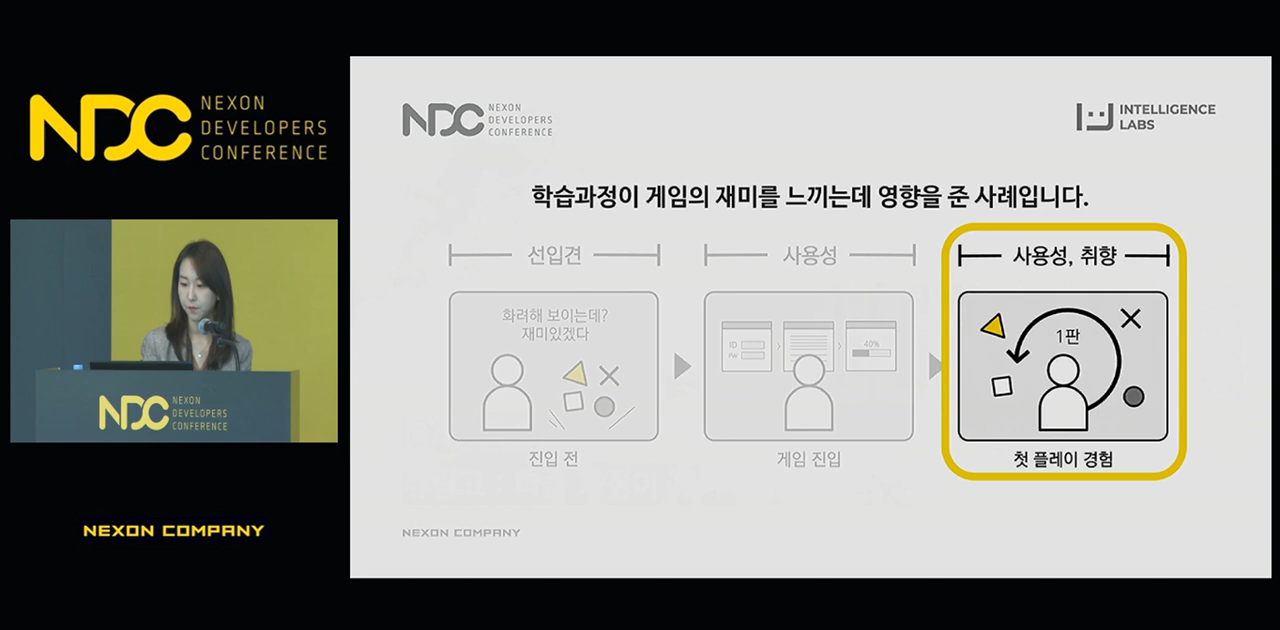 NDC NEXON
DEVELOPERS
CONFERENCE
NDC NEXON
DEVELOPERS
CONFERENCE
NEXON COMPANY
NDC NEXON
DEVELOPERS
CONFERENCE
INTELLIGENCE
LABS
학습과정이 게임의 재미를 느끼는데 영향을 준 사례입니다.
선입견
화려해 보이는데?
재미있겠다
진입 전
사용성
ID
PW
40%
게임 진입
사용성, 취향
1판
첫 플레이 경험
NEXON COMPANY